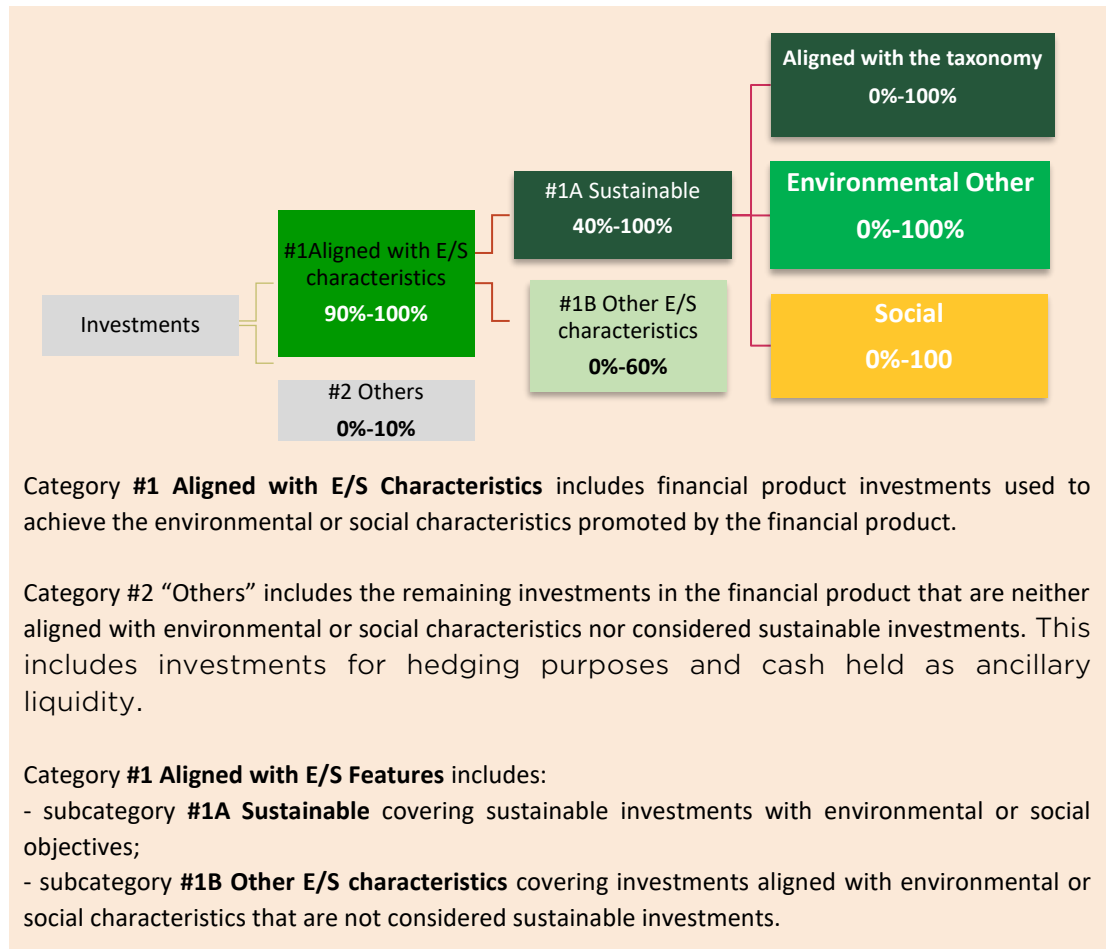 Aligned with the taxonomy
0%-100%
#1A Sustainable
40%-100%
Environmental Other
0%-100%
#1Aligned with E/S
characteristics
90%-100%
Investments
#1B Other E/S
characteristics
0%-60%
Social
0%-100
#2 Others
0%-10%
Category #1 Aligned with E/S Characteristics includes financial product investments used to
achieve the environmental or social characteristics promoted by the financial product.
Category #2 “Others” includes the remaining investments in the financial product that are neither
aligned with environmental or social characteristics nor considered sustainable investments. This
includes investments for hedging purposes and cash held as ancillary
liquidity.
Category #1 Aligned with E/S Features includes:
- subcategory #1A Sustainable covering sustainable investments with environmental or social
objectives;
- subcategory #1B Other E/S characteristics covering investments aligned with environmental or
social characteristics that are not considered sustainable investments.